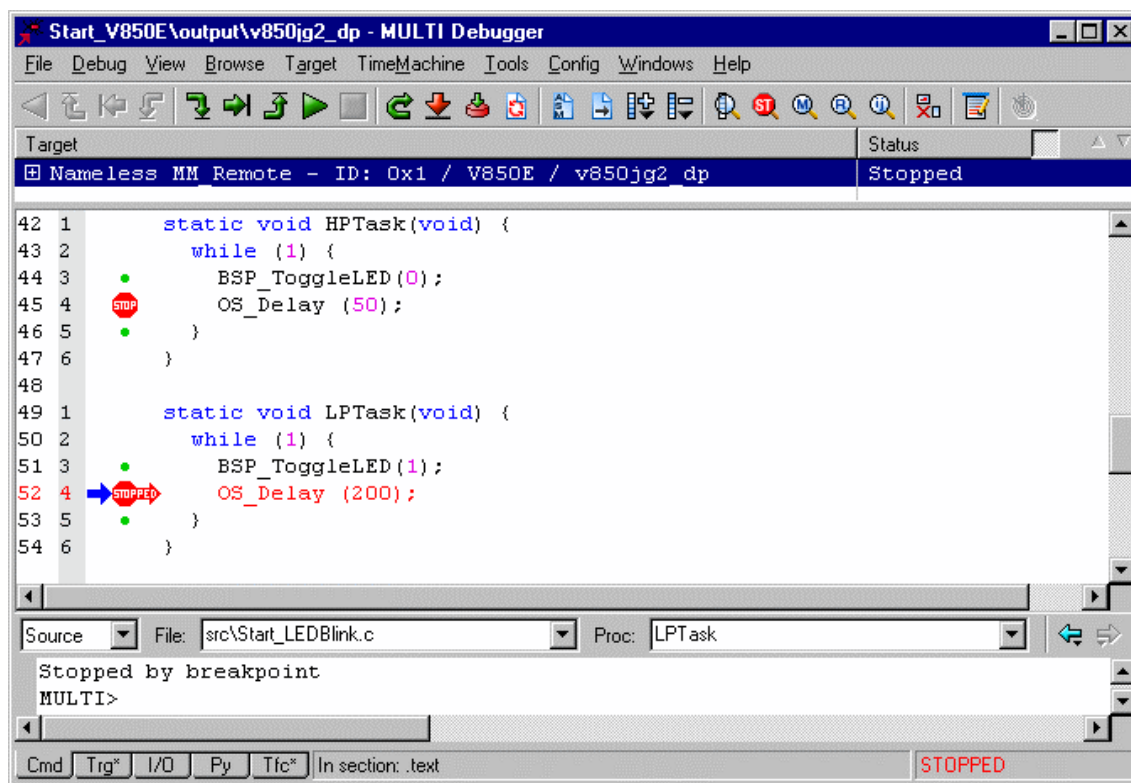 Start_V850E\output\v850jg2_dp - MULTI Debugger
File Debug View Browse Target TimeMachine Tools Config Windows Help
Target Status
Nameless MM_Remote - ID: 0x1 / V850E / v850jg2_dp Stopped
42 1 static void HPTask(void) {
43 2 while (1) {
44 3 BSP_ToggleLED(0);
45 4 STOP OS_Delay (50);
46 5 }
47 6 }
48
49 1 static void LPTask(void) {
50 2 while (1) {
51 3 BSP_ToggleLED(1);
52 4 STOPPED OS_Delay (200);
53 5 }
54 6 }
Source File: src\Start_LEDBlink.c Proc: LPTask
Stopped by breakpoint
MULTI>
Cmd Trg* I/O Py Tfc* In section: .text STOPPED